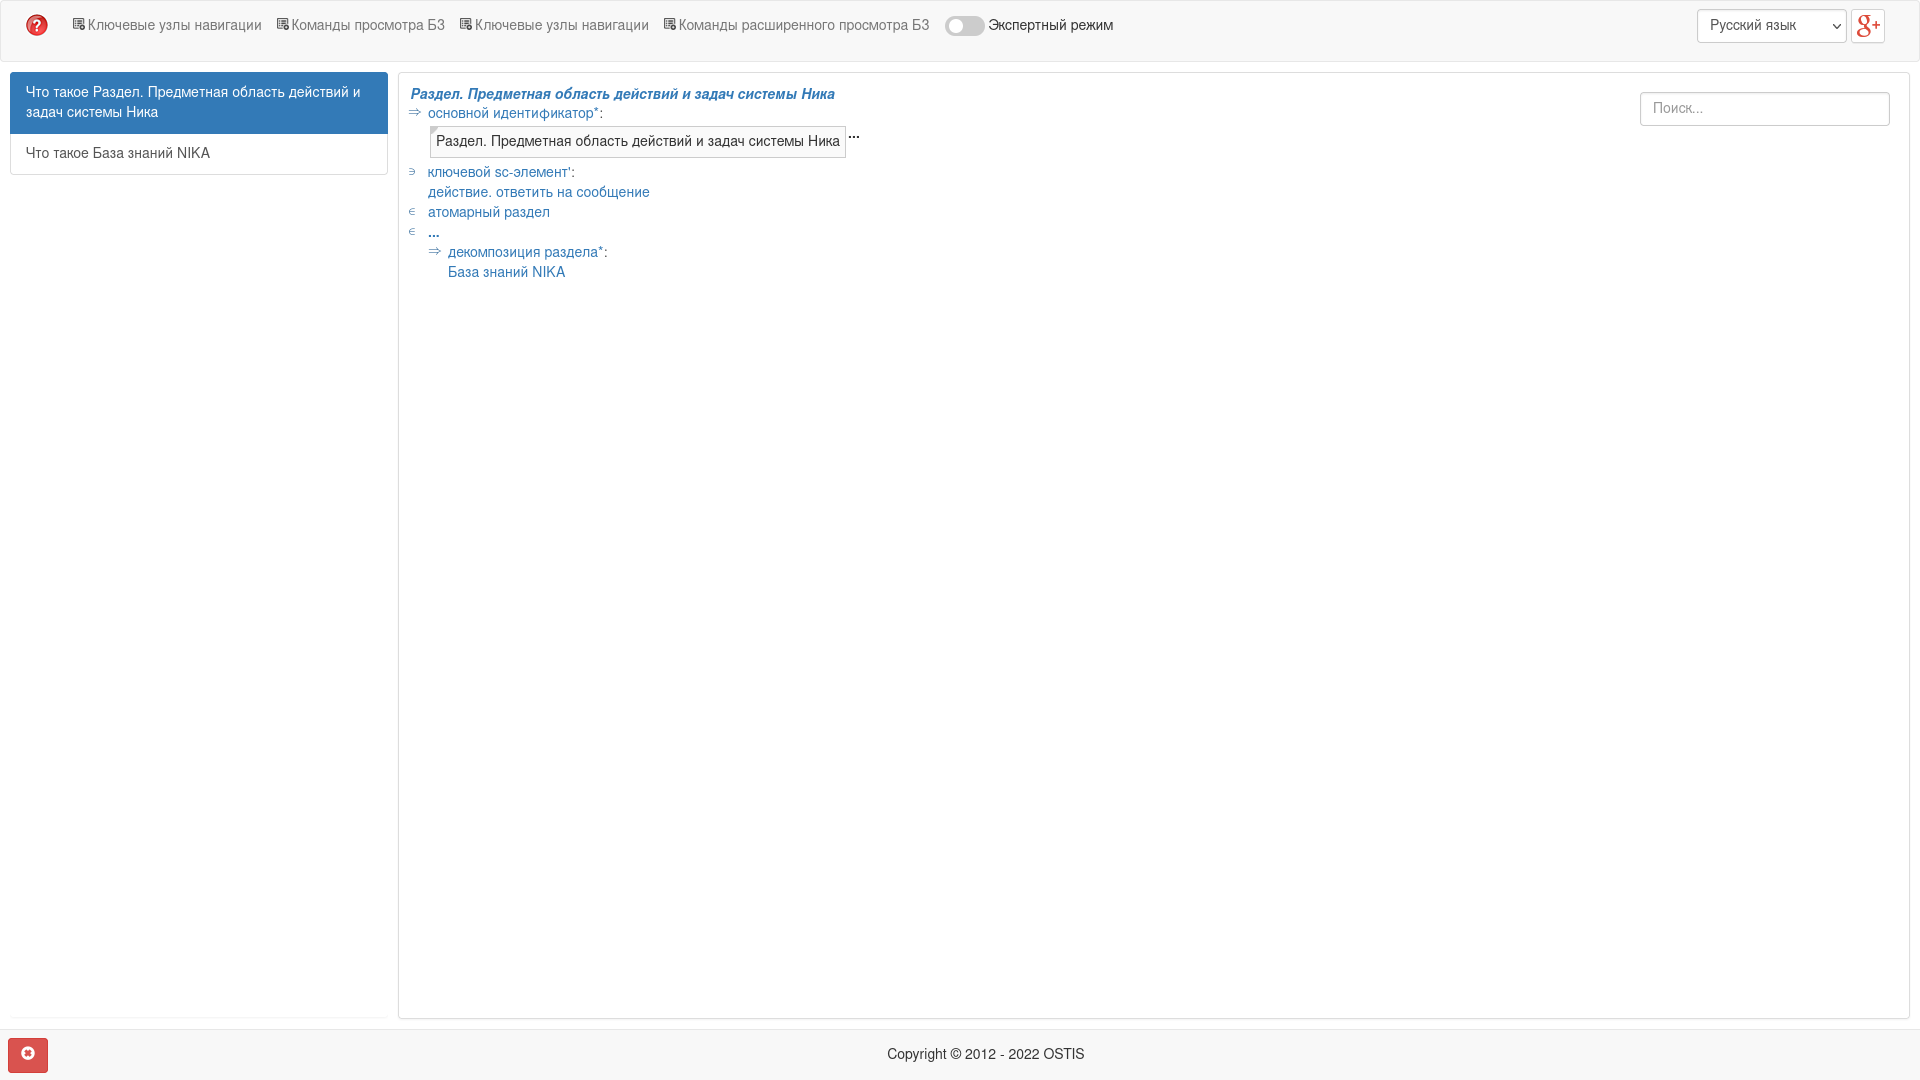 Ключевые узлы навигации Команды просмотра БЗ Ключевые узлы навигации Команды расширенного просмотра БЗ Экспертный режим Русский язык g+
Что такое Раздел. Предметная область действий и
задач системы Ника
Что такое База знаний NIKA
Раздел. Предметная область действий и задач системы Ника
⇒ основной идентификатор*:
Раздел. Предметная область действий и задач системы Ника ...
∋ ключевой sc-элемент':
действие. ответить на сообщение
∈ атомарный раздел
∈ ...
⇒ декомпозиция раздела*:
База знаний NIKA
Поиск...
Copyright © 2012 - 2022 OSTIS